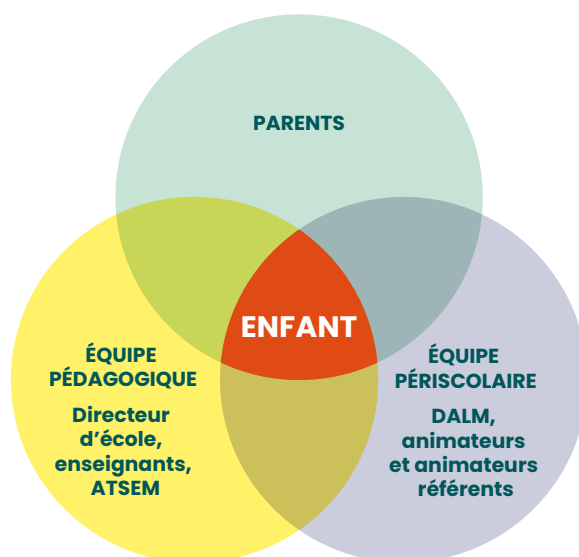 PARENTS
ENFANT
ÉQUIPE
PÉDAGOGIQUE
Directeur
d’école,
enseignants,
ATSEM
ÉQUIPE
PÉRISCOLAIRE
DALM,
animateurs
et animateurs
référents